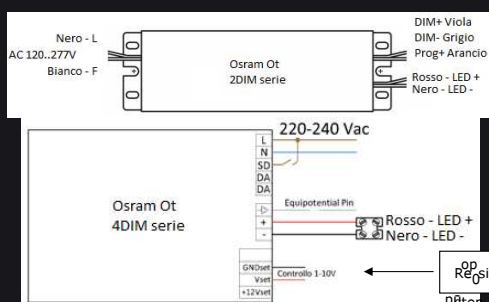 Nero - L
AC 120..277V
Bianco - F
Osram Ot
2DIM serie
DIM+ Viola
DIM- Grigio
Prog+ Arancio
Rosso - LED +
Nero - LED -
220-240 Vac
L
N
SD
DA
DA
Osram Ot
4DIM serie
Equipotential Pin
+
-
Rosso - LED +
Nero - LED -
GNDset
Vset
+12Vset
Controllo 1-10V